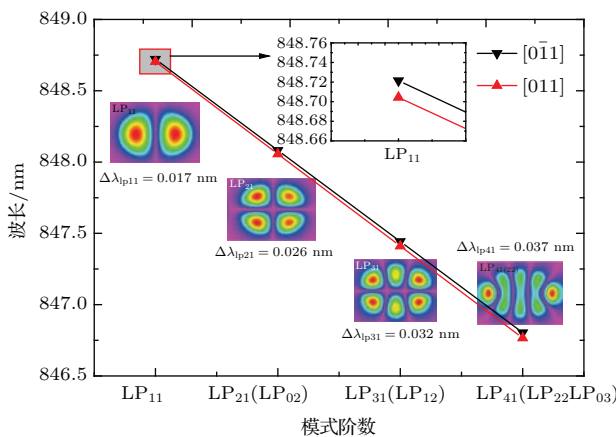 849.0
848.5
848.0
847.5
847.0
846.5
波长/nm
848.76
848.74
848.72
848.70
848.68
848.66
LP₁₁
[01̄1]
[011]
LP₁₁
Δλₗₚ₁₁ = 0.017 nm
LP₂₁
Δλₗₚ₂₁ = 0.026 nm
LP₃₁
Δλₗₚ₃₁ = 0.032 nm
Δλₗₚ₄₁ = 0.037 nm
LP₁₁ LP₂₁(LP₀₂) LP₃₁(LP₁₂) LP₄₁(LP₂₂LP₀₃)
模式阶数